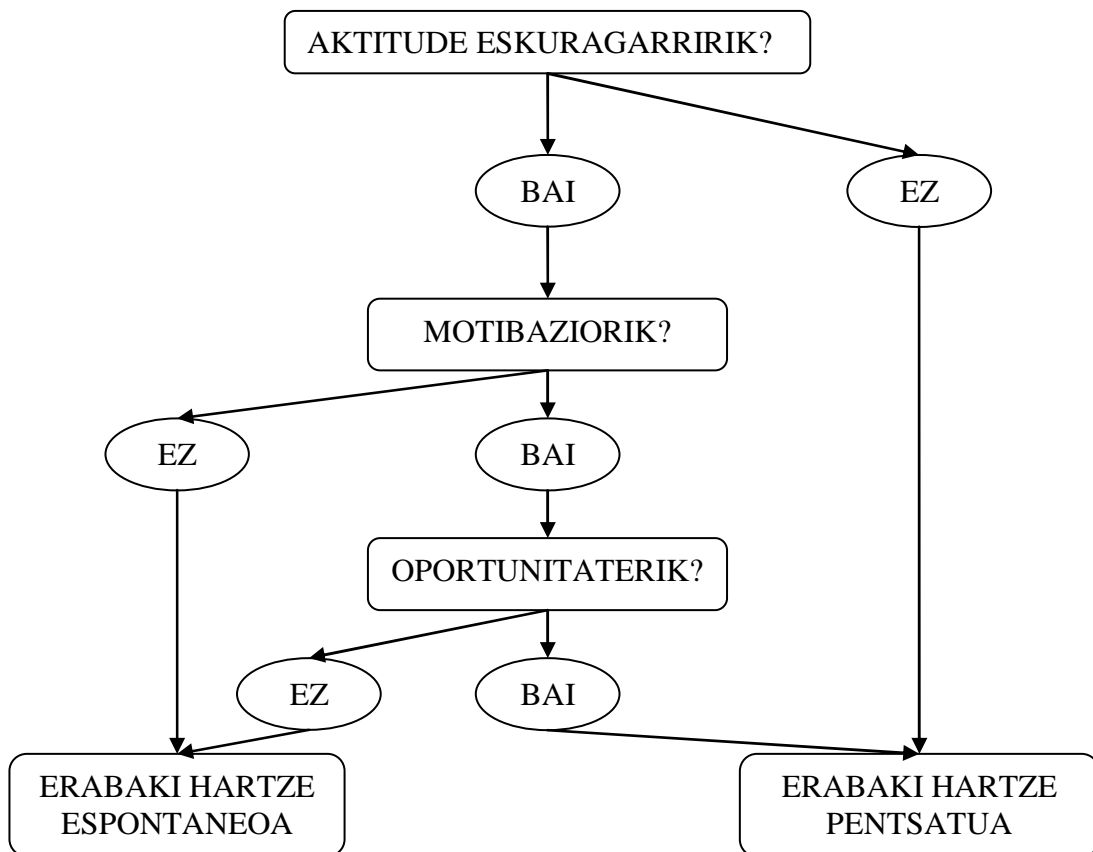 AKTITUDE ESKURAGARRIRIK?
BAI
EZ
MOTIBAZIORIK?
EZ
BAI
OPORTUNITATERIK?
EZ
BAI
ERABAKI HARTZE
ESPONTANEOA
ERABAKI HARTZE
PENTSATUA